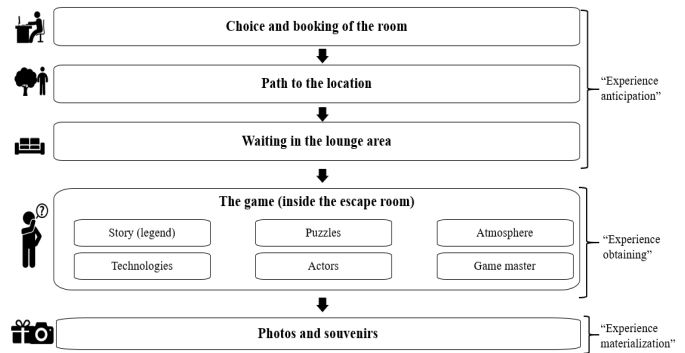 Choice and booking of the room
Path to the location
“Experience
anticipation”
Waiting in the lounge area
?
The game (inside the escape room)
Story (legend)
Puzzles
Atmosphere
Technologies
Actors
Game master
“Experience
obtaining”
Photos and souvenirs
“Experience
materialization”